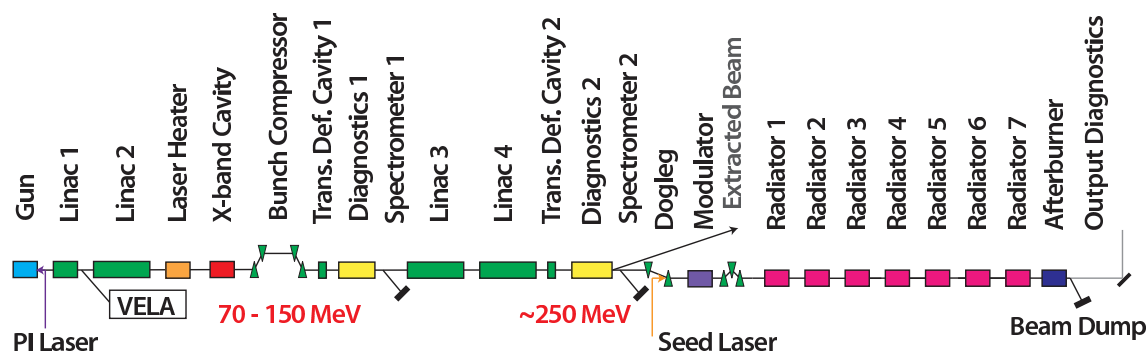 Gun
Linac 1
Linac 2
Laser Heater
X-band Cavity
Bunch Compressor
Trans. Def. Cavity 1
Diagnostics 1
Spectrometer 1
Linac 3
Linac 4
Trans. Def. Cavity 2
Diagnostics 2
Spectrometer 2
Dogleg
Modulator
Extracted Beam
Radiator 1
Radiator 2
Radiator 3
Radiator 4
Radiator 5
Radiator 6
Radiator 7
Afterburner
Output Diagnostics
VELA
70 - 150 MeV
~250 MeV
PI Laser
Seed Laser
Beam Dump